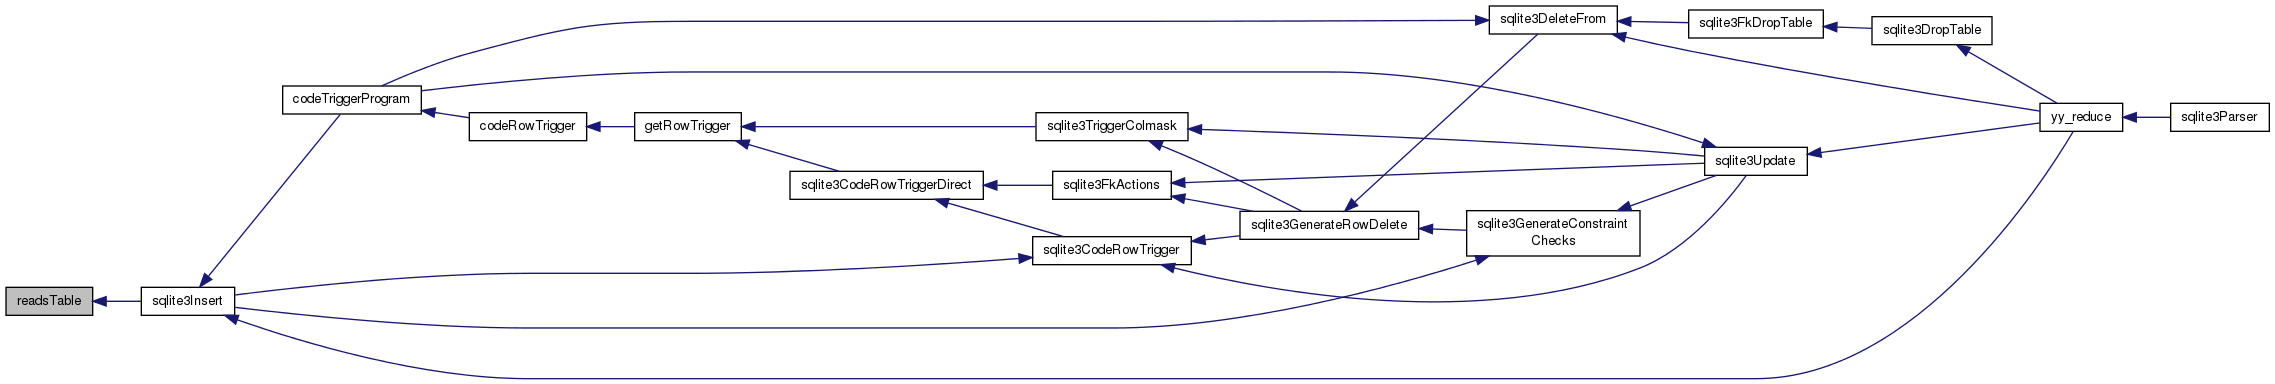 readsTable
sqlite3Insert
codeTriggerProgram
codeRowTrigger
getRowTrigger
sqlite3CodeRowTriggerDirect
sqlite3TriggerColmask
sqlite3FkActions
sqlite3CodeRowTrigger
sqlite3GenerateRowDelete
sqlite3DeleteFrom
sqlite3GenerateConstraint
Checks
sqlite3FkDropTable
sqlite3Update
sqlite3DropTable
yy_reduce
sqlite3Parser